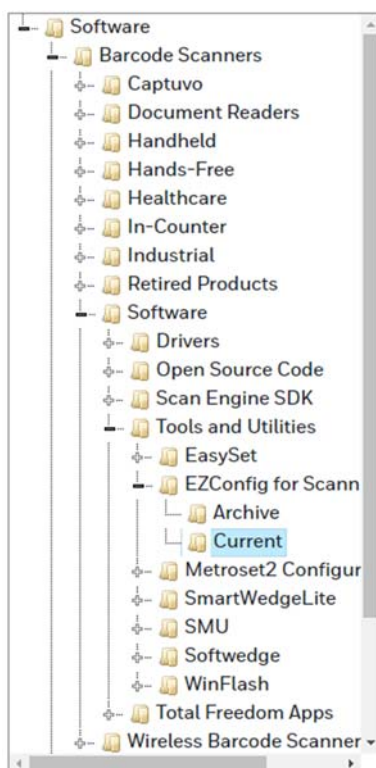 Software
Barcode Scanners
Captuvo
Document Readers
Handheld
Hands-Free
Healthcare
In-Counter
Industrial
Retired Products
Software
Drivers
Open Source Code
Scan Engine SDK
Tools and Utilities
EasySet
EZConfig for Scann
Archive
Current
Metroset2 Configur
SmartWedgeLite
SMU
Softwedge
WinFlash
Total Freedom Apps
Wireless Barcode Scanner